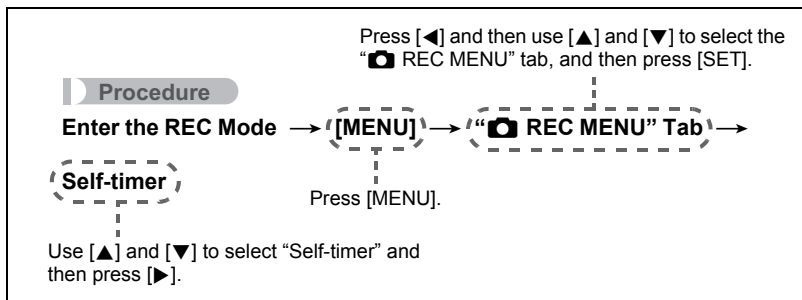 Press [◀] and then use [▲] and [▼] to select the
“📷 REC MENU” tab, and then press [SET].
Procedure
Enter the REC Mode → [MENU] → “📷 REC MENU” Tab →
Self-timer
Press [MENU].
Use [▲] and [▼] to select “Self-timer” and
then press [▶].